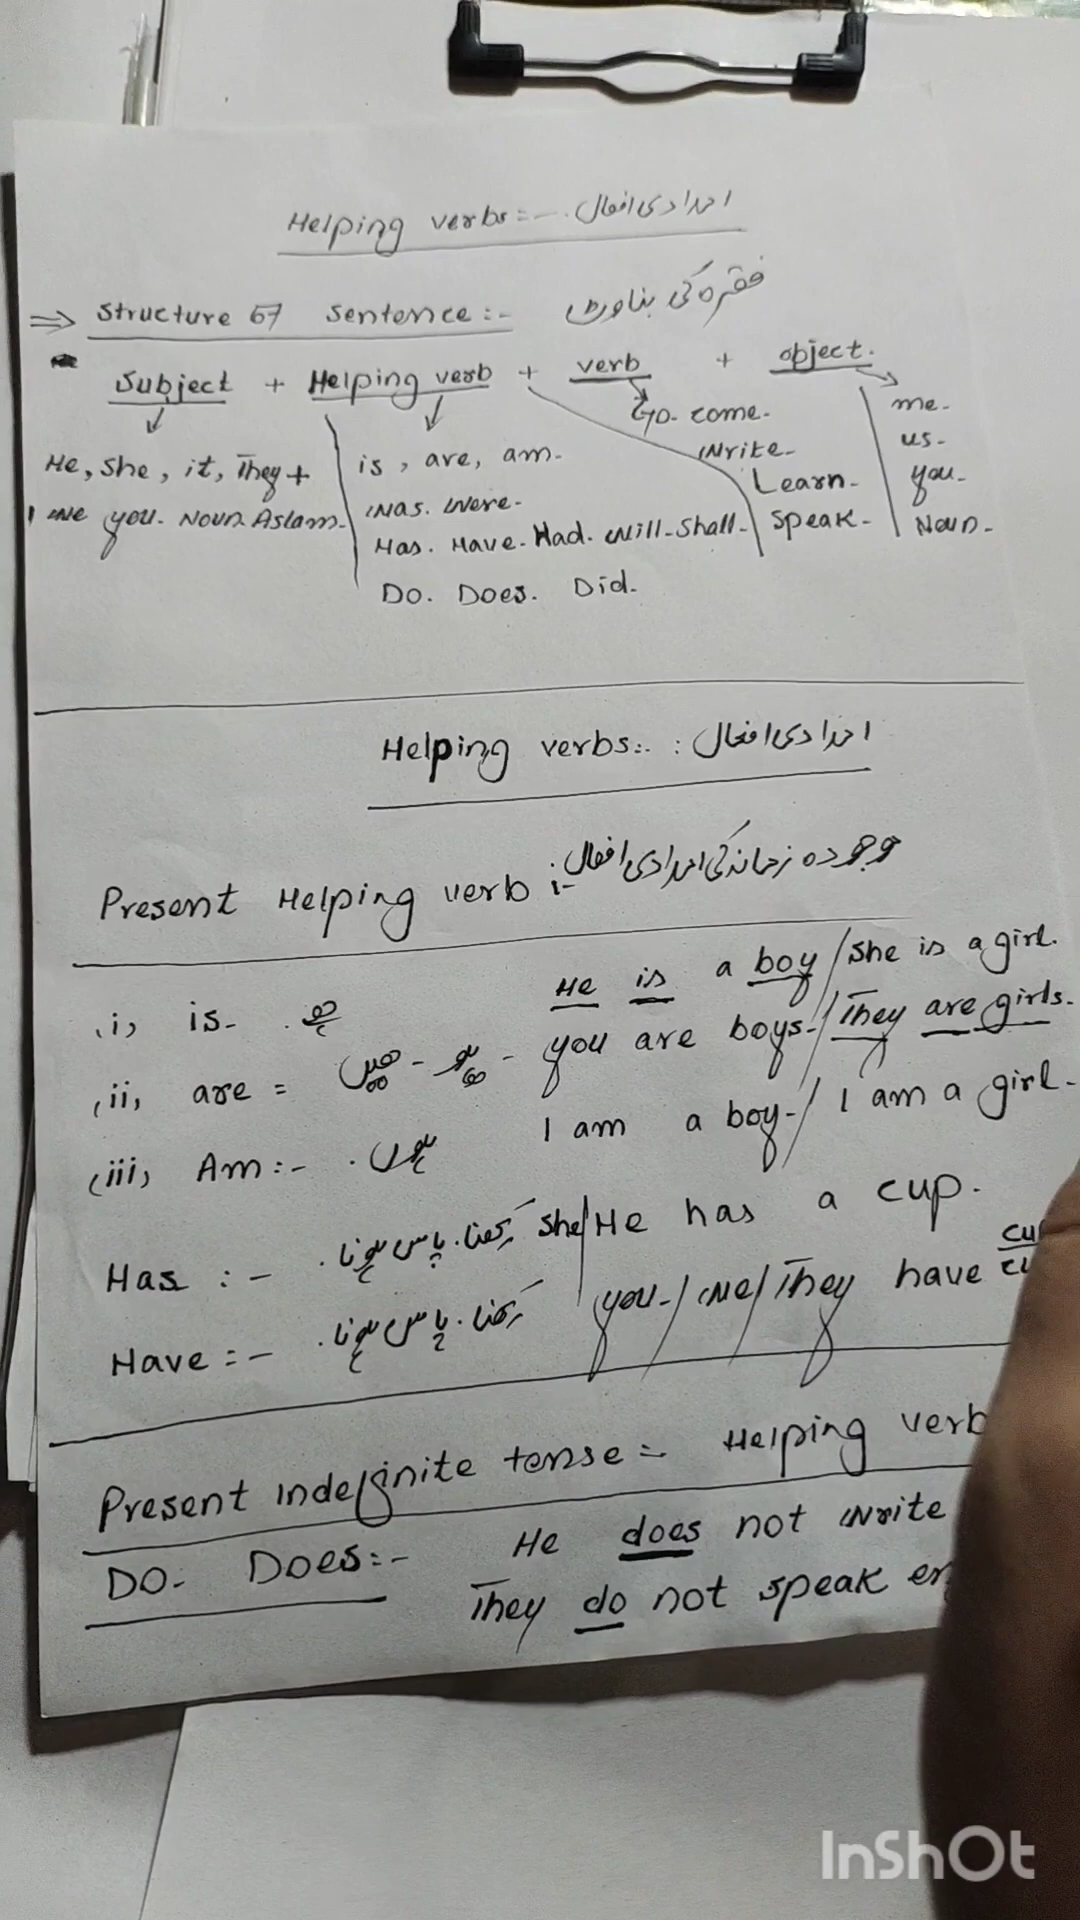 Helping verbs:-. امدادی افعال
⇒ Structure of Sentence:- فقرہ کی بناوٹ
Subject + Helping verb + verb + object.
He, she, it, They + is, are, am. Go. come. me.
I we you. Noun Aslam. was. were. write. us.
Has. Have. Had. will. Shall. Learn. you.
Do. Does. Did. Speak. Noun.
Helping verbs:. : امدادی افعال
Present Helping verb :- موجودہ زمانہ کی امدادی افعال
(i) is. ہے. He is a boy/She is a girl.
(ii) are = ہیں - ہو - you are boys./They are girls.
(iii) Am:- . ہوں I am a boy./I am a girl.
Has :- . رکھنا. پاس ہونا She/He has a cup.
Have:- . رکھنا. پاس ہونا you./we/They have
Present indefinite tense:- Helping verb
DO. DOES:- He does not write
They do not speak
InShOt